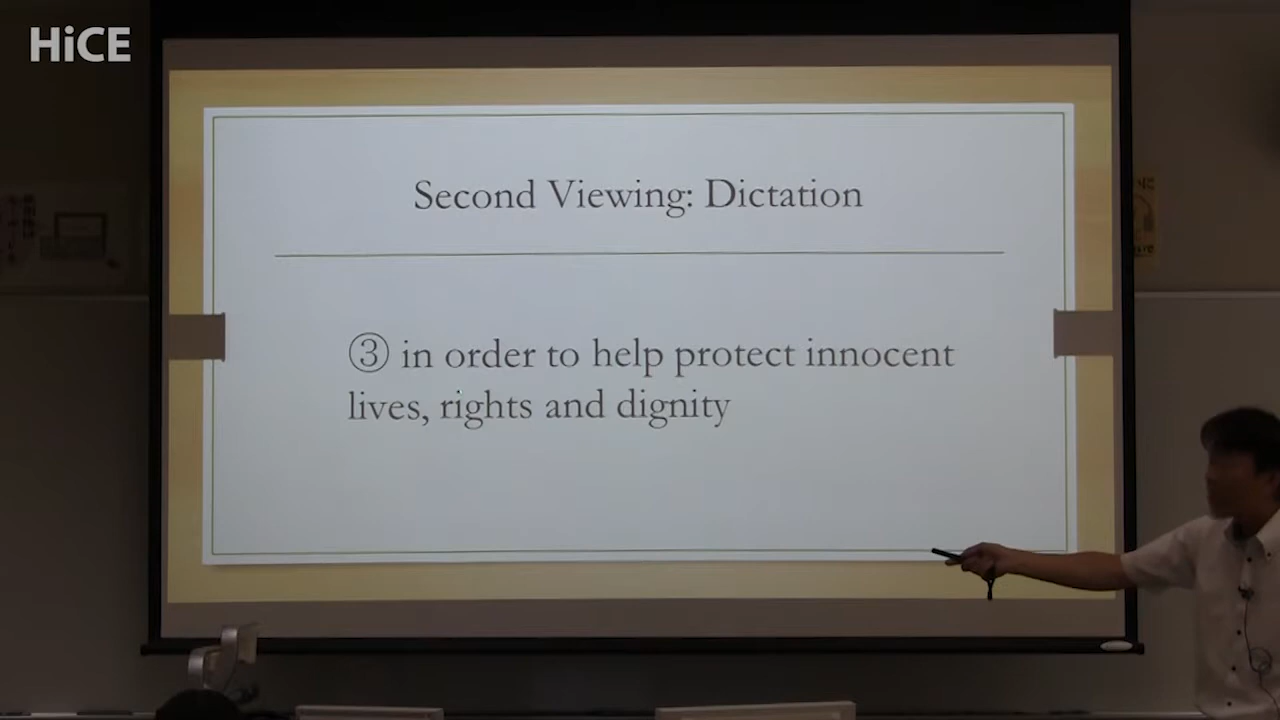 HiCE
Second Viewing: Dictation
③ in order to help protect innocent
lives, rights and dignity